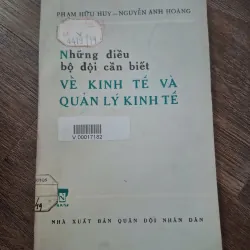 PHẠM HỮU HUY – NGUYỄN ANH HOÀNG
Những điều
bộ đội cần biết
VỀ KINH TẾ VÀ
QUẢN LÝ KINH TẾ
V.00017182
NHÀ XUẤT BẢN QUÂN ĐỘI NHÂN DÂN